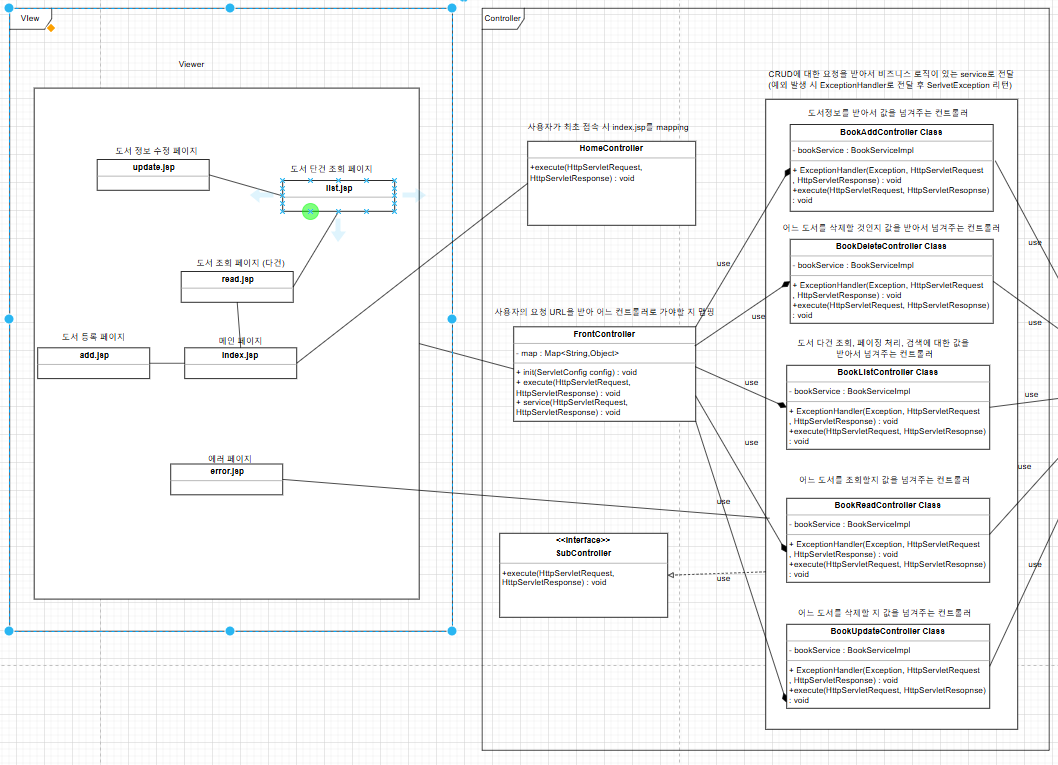 View
Viewer
도서 정보 수정 페이지
update.jsp
도서 단건 조회 페이지
list.jsp
도서 조회 페이지 (다건)
read.jsp
도서 등록 페이지
add.jsp
메인 페이지
index.jsp
에러 페이지
error.jsp
Controller
사용자가 최초 접속 시 index.jsp를 mapping
HomeController
+execute(HttpServletRequest,
HttpServletResponse) : void
사용자의 요청 URL을 받아 어느 컨트롤러로 가야할 지 맵핑
FrontController
- map : Map<String,Object>
+ init(ServletConfig config) : void
+ execute(HttpServletRequest,
HttpServletResponse) : void
+ service(HttpServletRequest,
HttpServletResponse) : void
<<Interface>>
SubController
+execute(HttpServletRequest,
HttpServletResponse) : void
use
use
use
use
use
use
CRUD에 대한 요청을 받아서 비즈니스 로직이 있는 service로 전달
(예외 발생 시 ExceptionHandler로 전달 후 SerlvetException 리턴)
도서정보를 받아서 값을 넘겨주는 컨트롤러
BookAddController Class
- bookService : BookServiceImpl
+ ExceptionHandler(Exception, HttpServletRequest
, HttpServletResponse) : void
+execute(HttpServletRequest, HttpServletResopnse)
: void
어느 도서를 삭제할 것인지 값을 받아서 넘겨주는 컨트롤러
BookDeleteController Class
- bookService : BookServiceImpl
+ ExceptionHandler(Exception, HttpServletRequest
, HttpServletResponse) : void
+execute(HttpServletRequest, HttpServletResopnse)
: void
도서 다건 조회, 페이징 처리, 검색에 대한 값을
받아서 넘겨주는 컨트롤러
BookListController Class
- bookService : BookServiceImpl
+ ExceptionHandler(Exception, HttpServletRequest
, HttpServletResponse) : void
+execute(HttpServletRequest, HttpServletResopnse)
: void
어느 도서를 조회할지 값을 넘겨주는 컨트롤러
BookReadController Class
- bookService : BookServiceImpl
+ ExceptionHandler(Exception, HttpServletRequest
, HttpServletResponse) : void
+execute(HttpServletRequest, HttpServletResopnse)
: void
어느 도서를 삭제할 지 값을 넘겨주는 컨트롤러
BookUpdateController Class
- bookService : BookServiceImpl
+ ExceptionHandler(Exception, HttpServletRequest
, HttpServletResponse) : void
+execute(HttpServletRequest, HttpServletResopnse)
: void
use
use
use
use
use